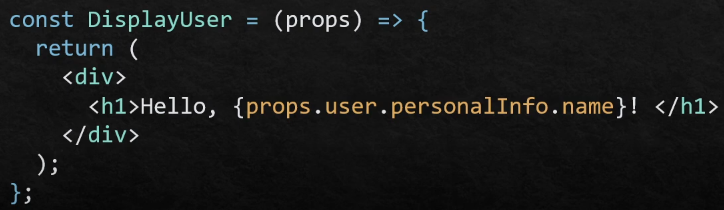 const DisplayUser = (props) => {
  return (
    <div>
      <h1>Hello, {props.user.personalInfo.name}! </h1>
    </div>
  );
};